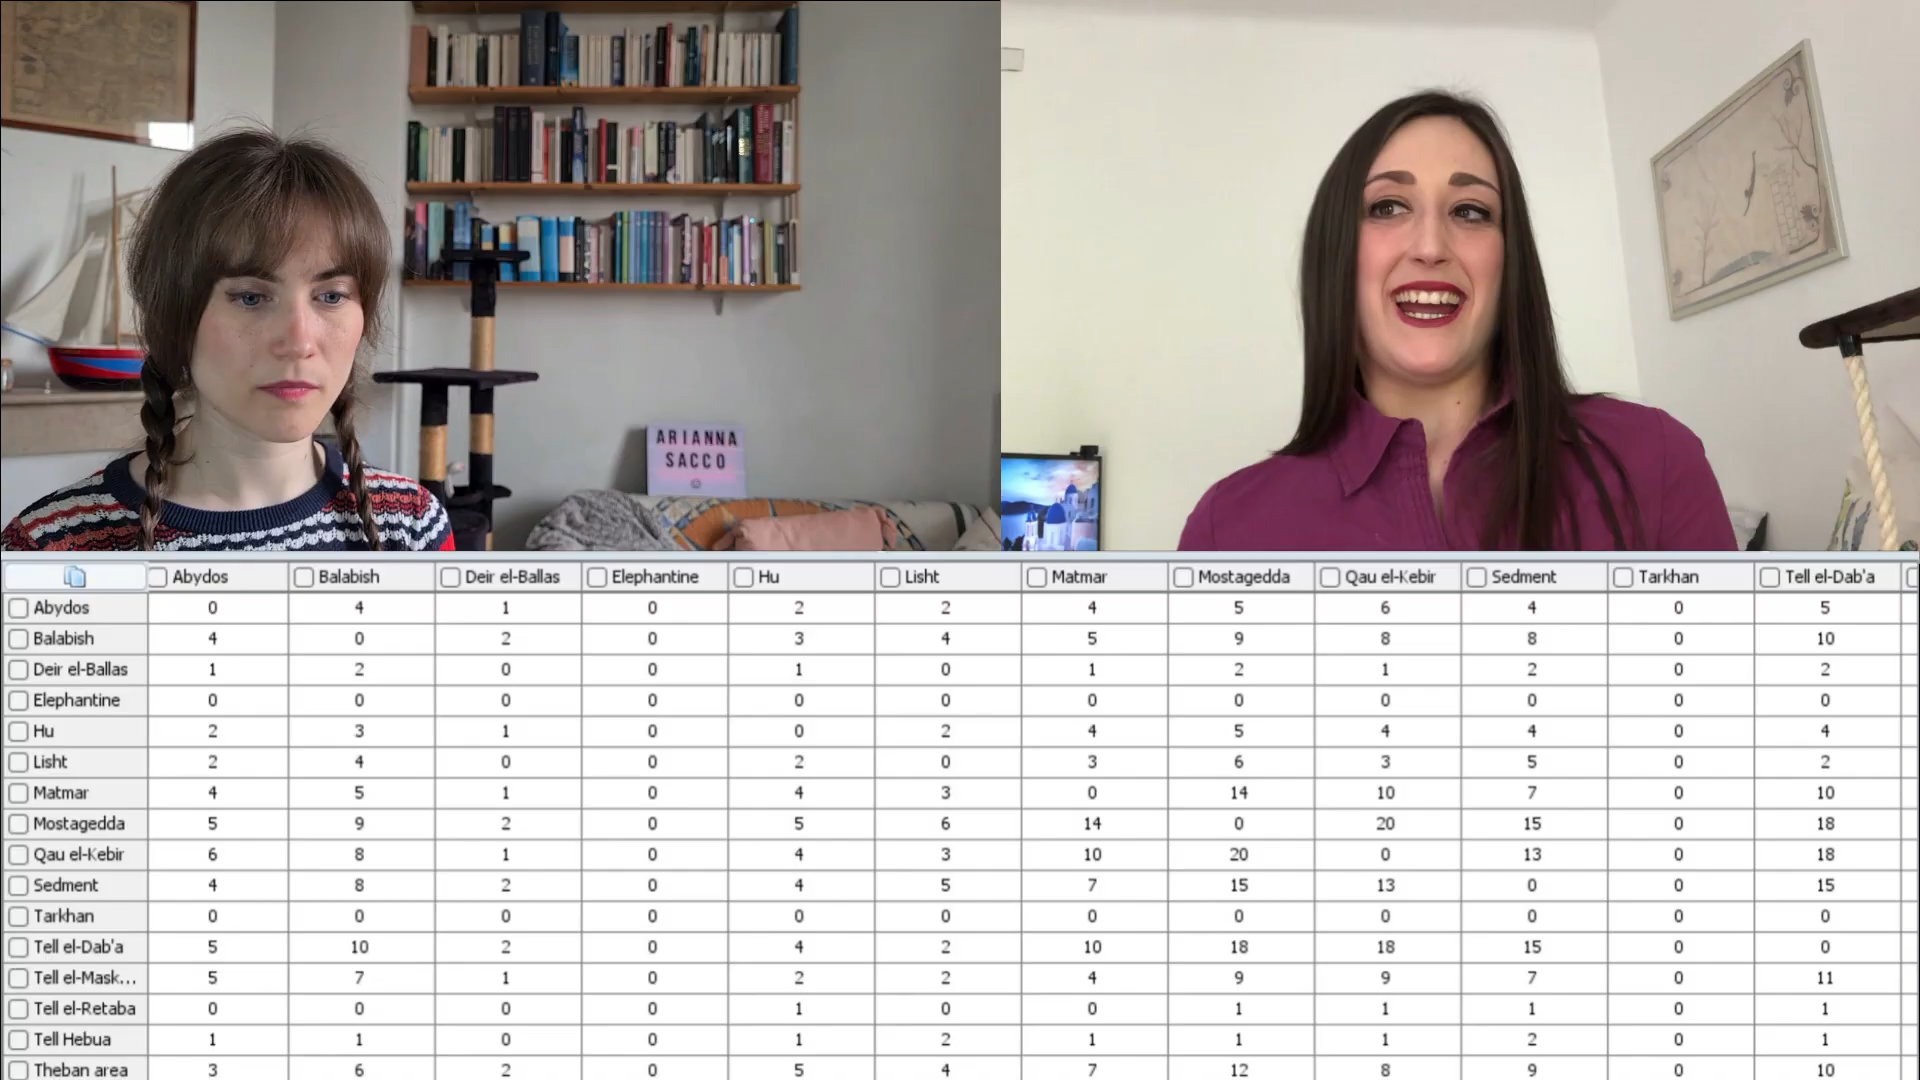 ARIANNA
SACCO
Abydos Balabish Deir el-Ballas Elephantine Hu Lisht Matmar Mostagedda Qau el-Kebir Sedment Tarkhan Tell el-Dab'a
Abydos 0 4 1 0 2 2 4 5 6 4 0 5
Balabish 4 0 2 0 3 4 5 9 8 8 0 10
Deir el-Ballas 1 2 0 0 1 0 1 2 1 2 0 2
Elephantine 0 0 0 0 0 0 0 0 0 0 0 0
Hu 2 3 1 0 0 2 4 5 4 4 0 4
Lisht 2 4 0 0 2 0 3 6 3 5 0 2
Matmar 4 5 1 0 4 3 0 14 10 7 0 10
Mostagedda 5 9 2 0 5 6 14 0 20 15 0 18
Qau el-Kebir 6 8 1 0 4 3 10 20 0 13 0 18
Sedment 4 8 2 0 4 5 7 15 13 0 0 15
Tarkhan 0 0 0 0 0 0 0 0 0 0 0 0
Tell el-Dab'a 5 10 2 0 4 2 10 18 18 15 0 0
Tell el-Mask... 5 7 1 0 2 2 4 9 9 7 0 11
Tell el-Retaba 0 0 0 0 1 0 0 1 1 1 0 1
Tell Hebua 1 1 0 0 1 2 1 1 1 2 0 1
Theban area 3 6 2 0 5 4 7 12 8 9 0 10